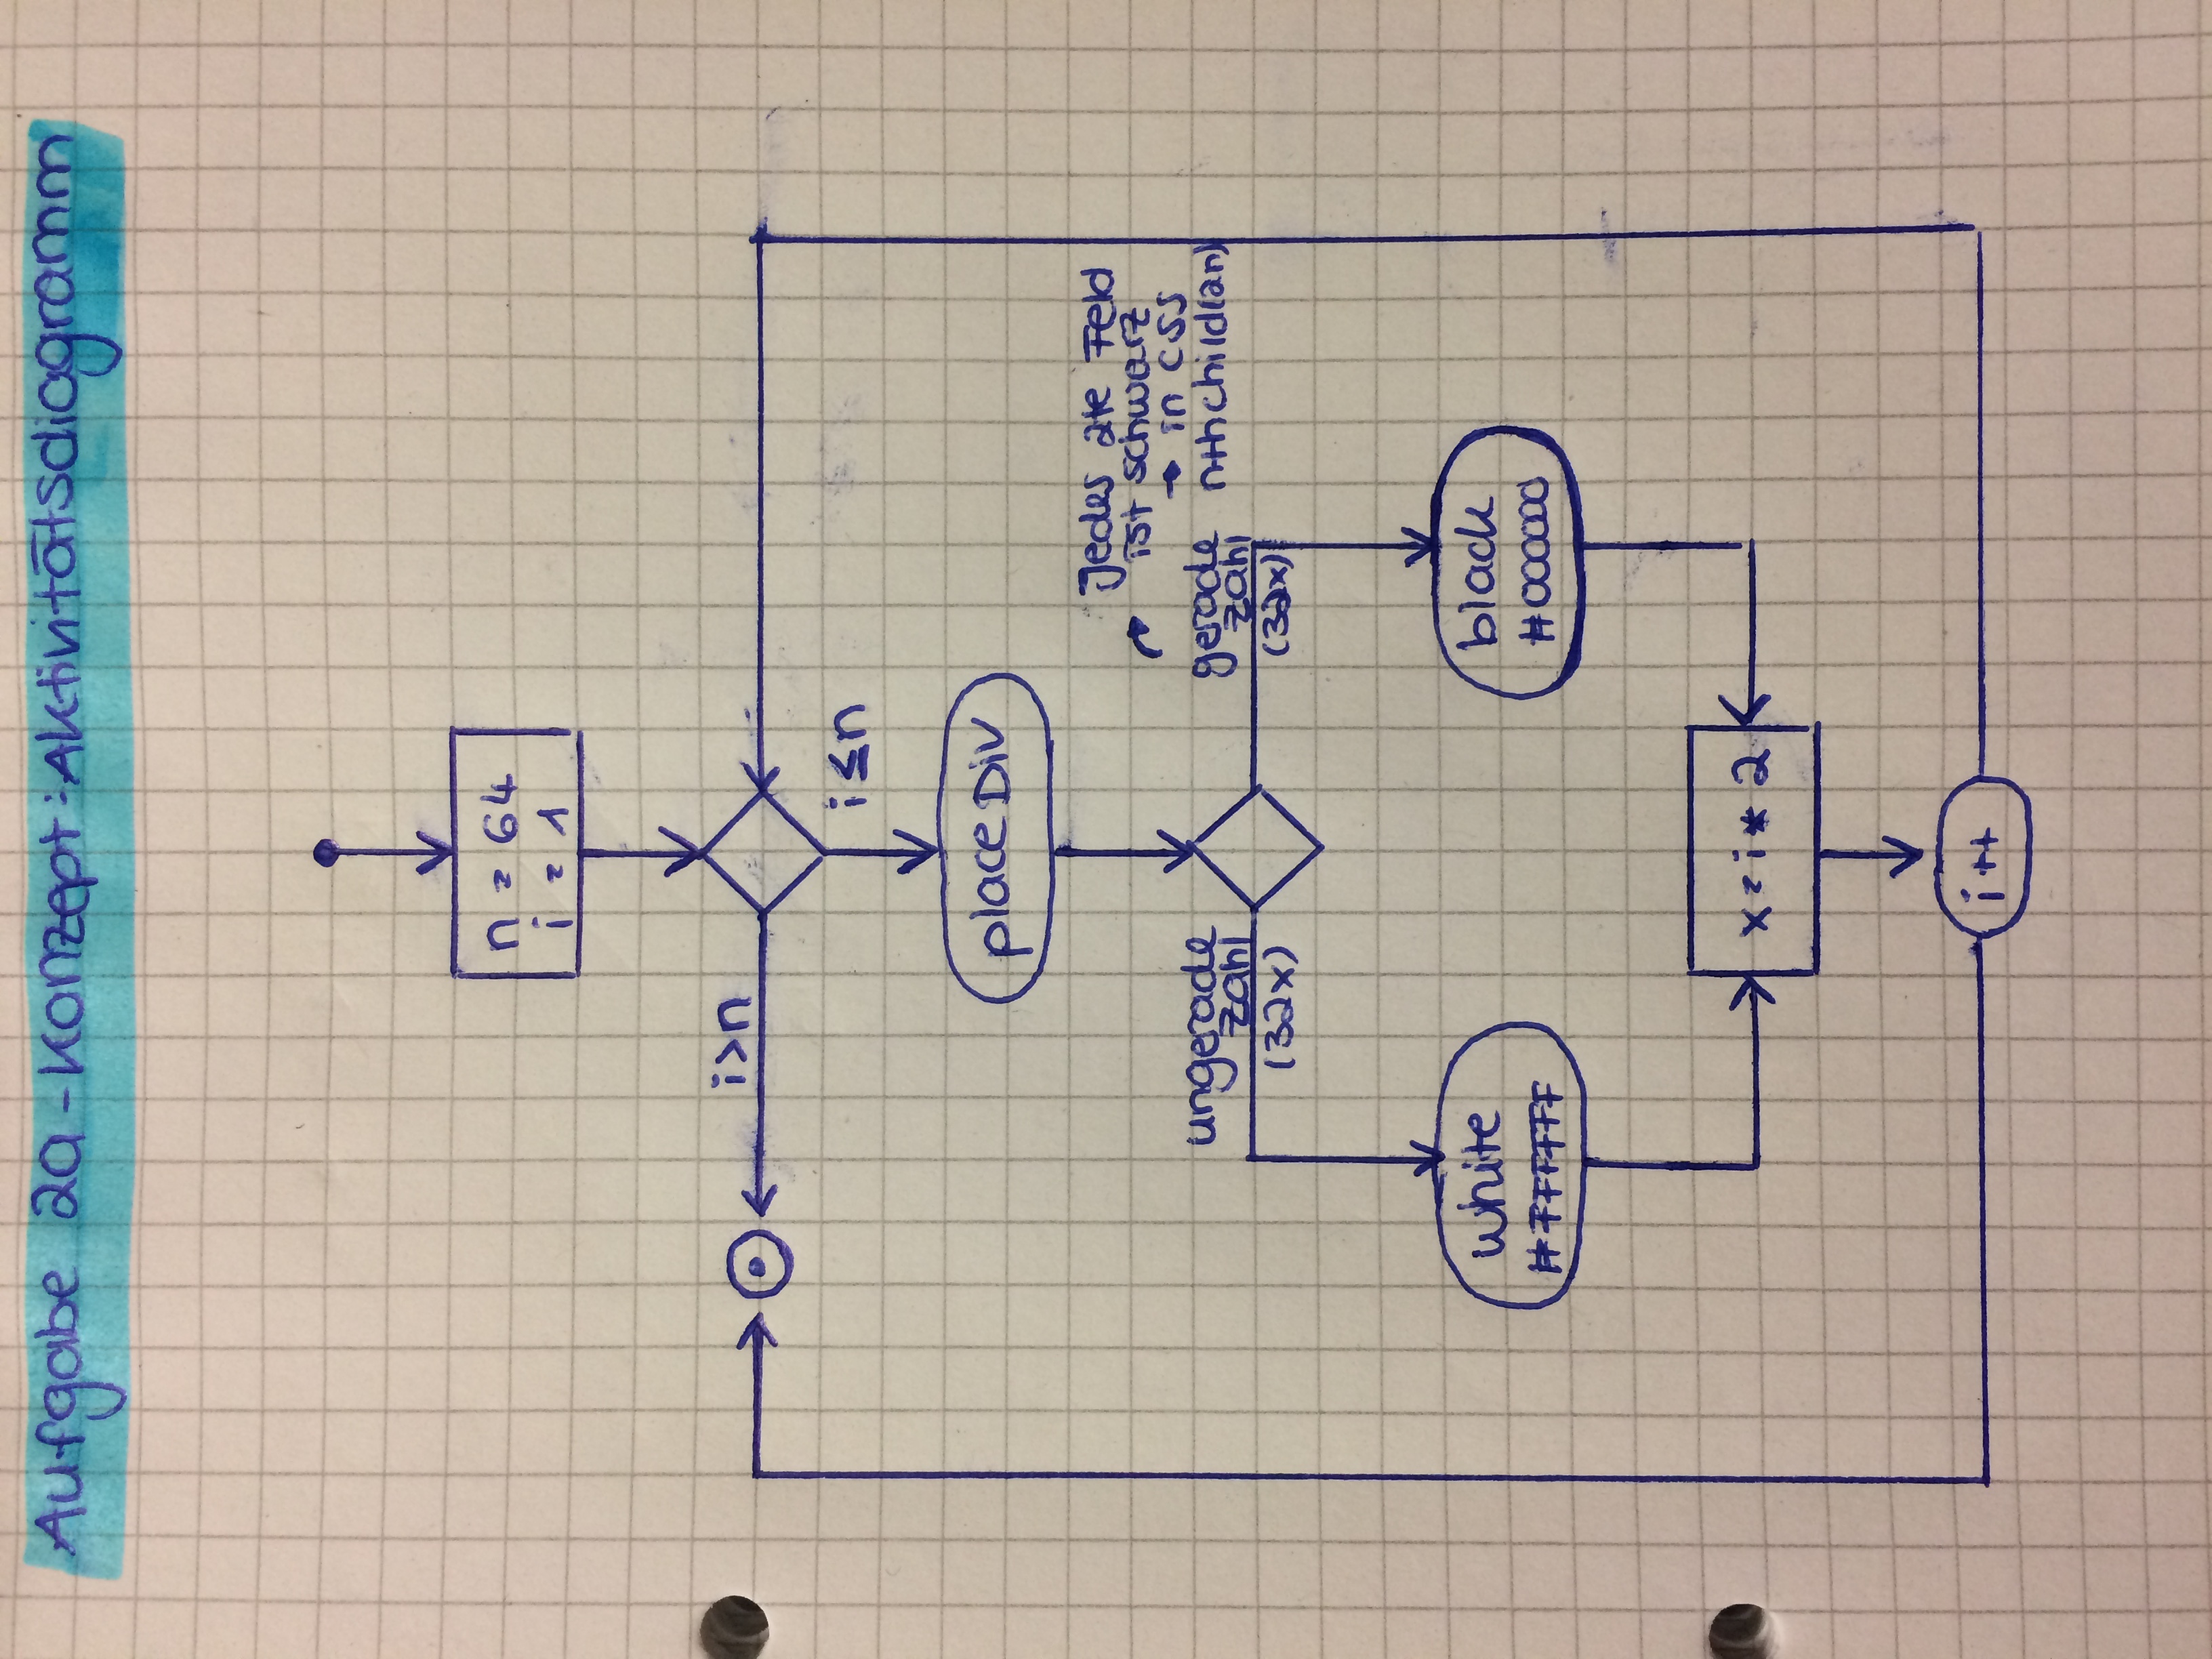 Aufgabe 2a - Konzept: Aktivitätsdiagramm
n = 64
i = 1
i>n
i≤n
place Div
Jedes 2te Feld
ist schwarz
→ in css
nthchild(2n)
ungerade
zahl
(32x)
gerade
zahl
(32x)
white
#FFFFFF
black
#000000
x = i * 2
i++